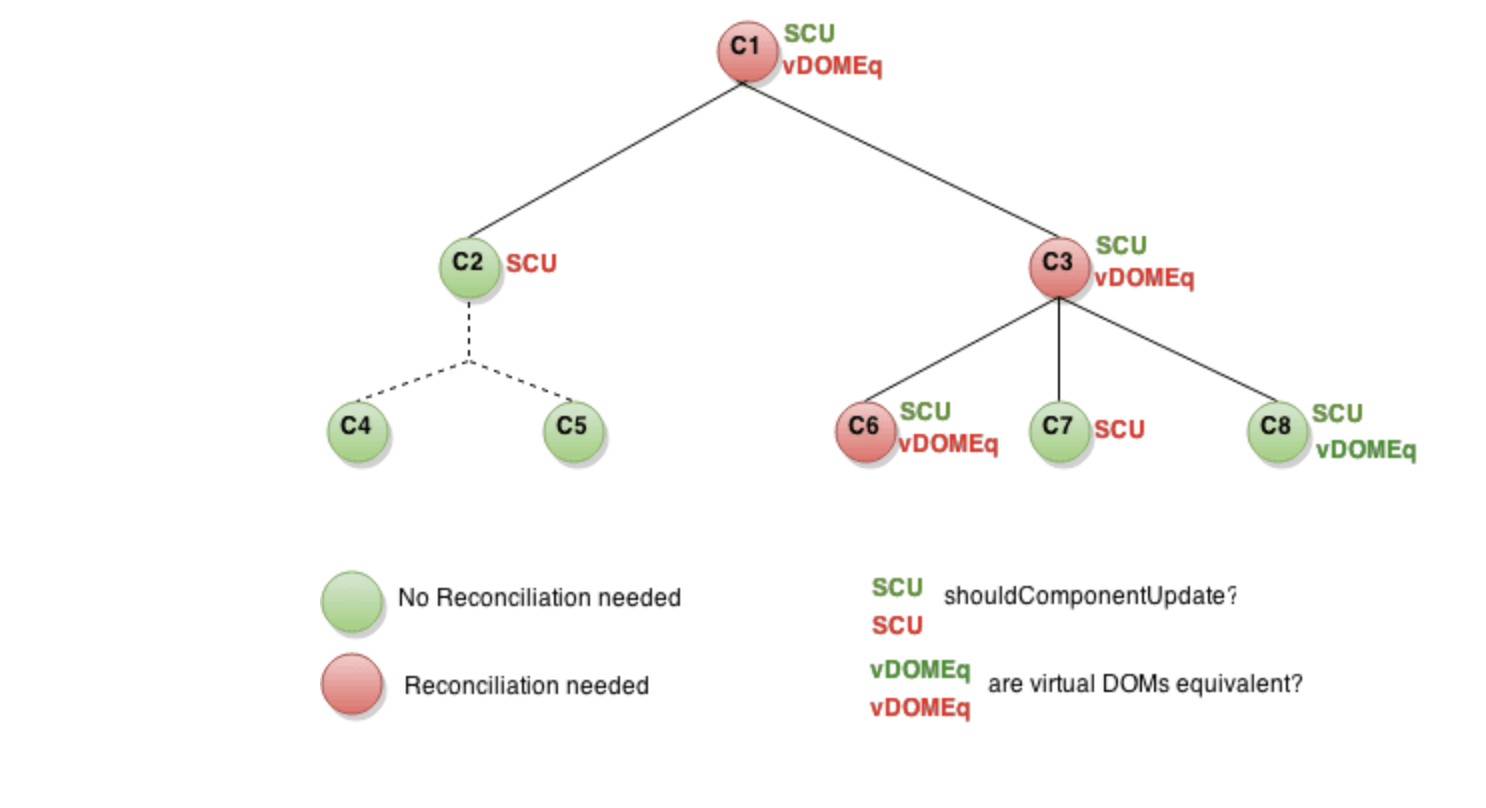 C1 SCU
vDOMEq
C2 SCU
C3 SCU
vDOMEq
C4
C5
C6 SCU
vDOMEq
C7 SCU
C8 SCU
vDOMEq
No Reconciliation needed
Reconciliation needed
SCU shouldComponentUpdate?
SCU
vDOMEq are virtual DOMs equivalent?
vDOMEq